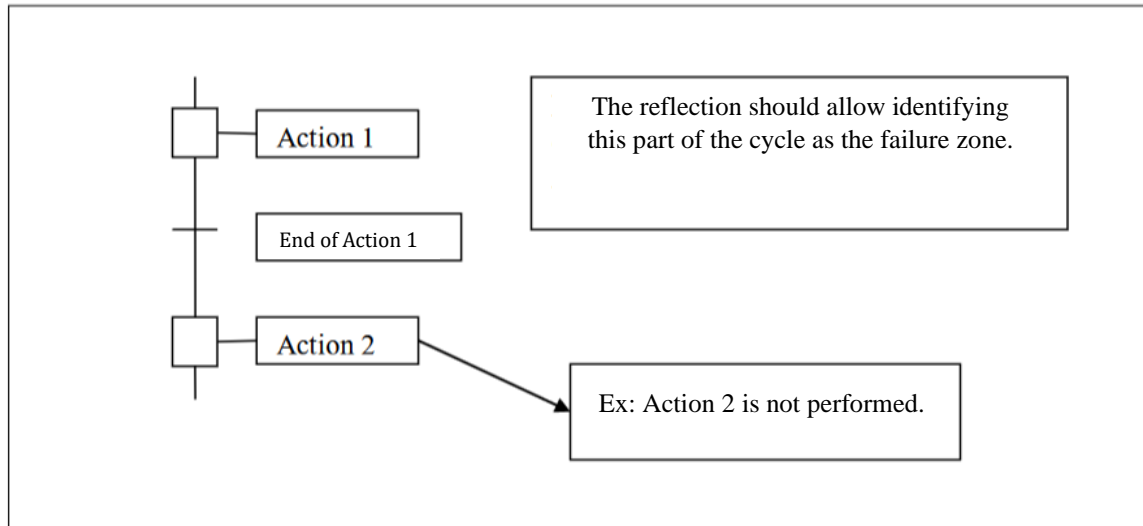 The reflection should allow identifying
this part of the cycle as the failure zone.
Action 1
End of Action 1
Action 2
Ex: Action 2 is not performed.